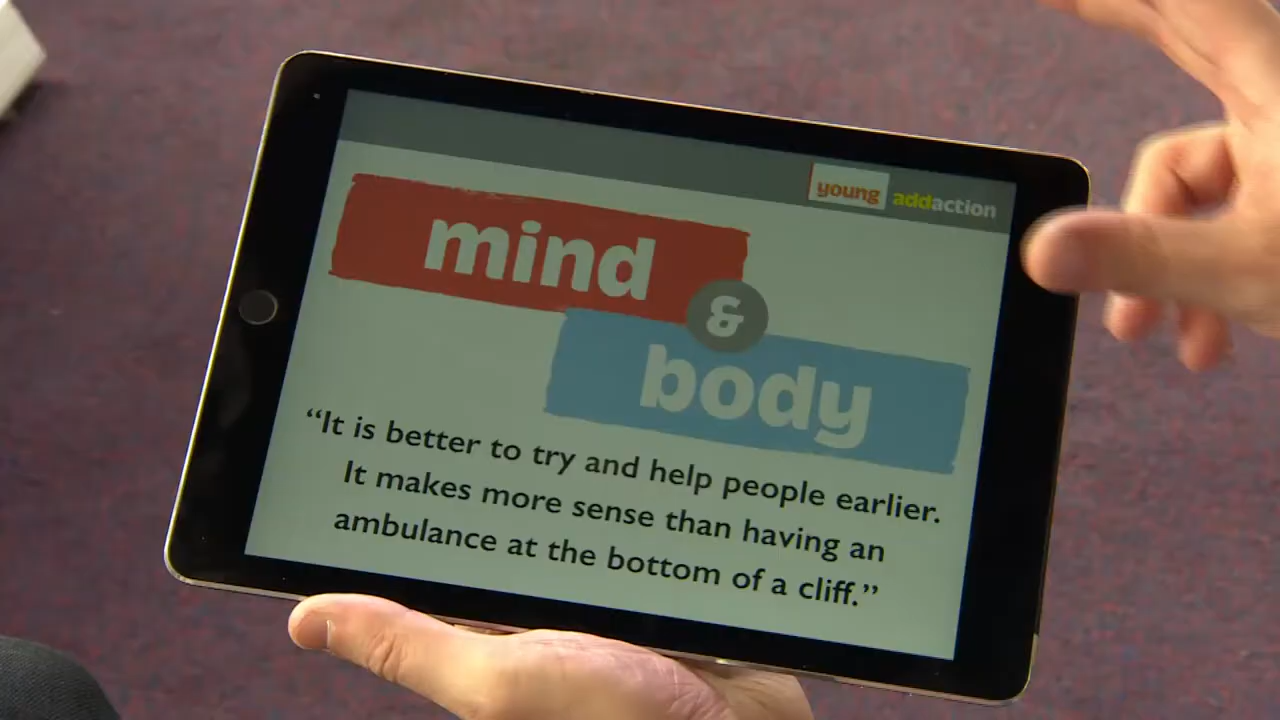 young addaction
mind
&
body
“It is better to try and help people earlier.
It makes more sense than having an
ambulance at the bottom of a cliff.”